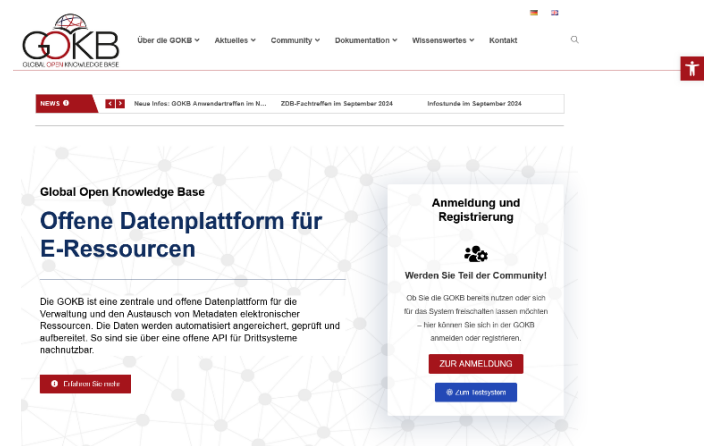 GOKB
GLOBAL OPEN KNOWLEDGE BASE
Über die GOKB Aktuelles Community Dokumentation Wissenswertes Kontakt
NEWS Neue Infos: GOKB Anwendertreffen im N... ZDB-Fachtreffen im September 2024 Infostunde im September 2024
Global Open Knowledge Base
Offene Datenplattform für
E-Ressourcen
Die GOKB ist eine zentrale und offene Datenplattform für die
Verwaltung und den Austausch von Metadaten elektronischer
Ressourcen. Die Daten werden automatisiert angereichert, geprüft und
aufbereitet. So sind sie über eine offene API für Drittsysteme
nachnutzbar.
Erfahren Sie mehr
Anmeldung und
Registrierung
Werden Sie Teil der Community!
Ob Sie die GOKB bereits nutzen oder sich
für das System freischalten lassen möchten
– hier können Sie sich in der GOKB
anmelden oder registrieren.
ZUR ANMELDUNG
Zum Testsystem